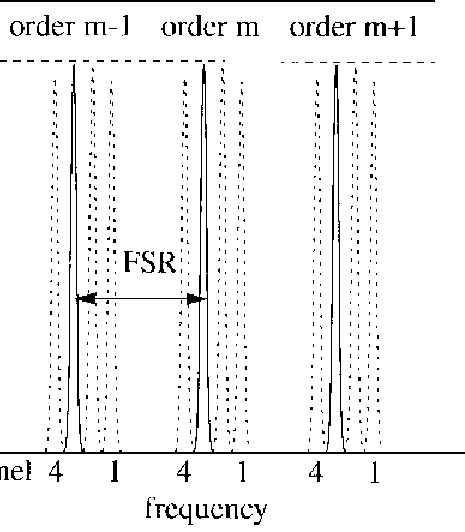 order m-1 order m order m+1
FSR
4 1 4 1 4 1
frequency